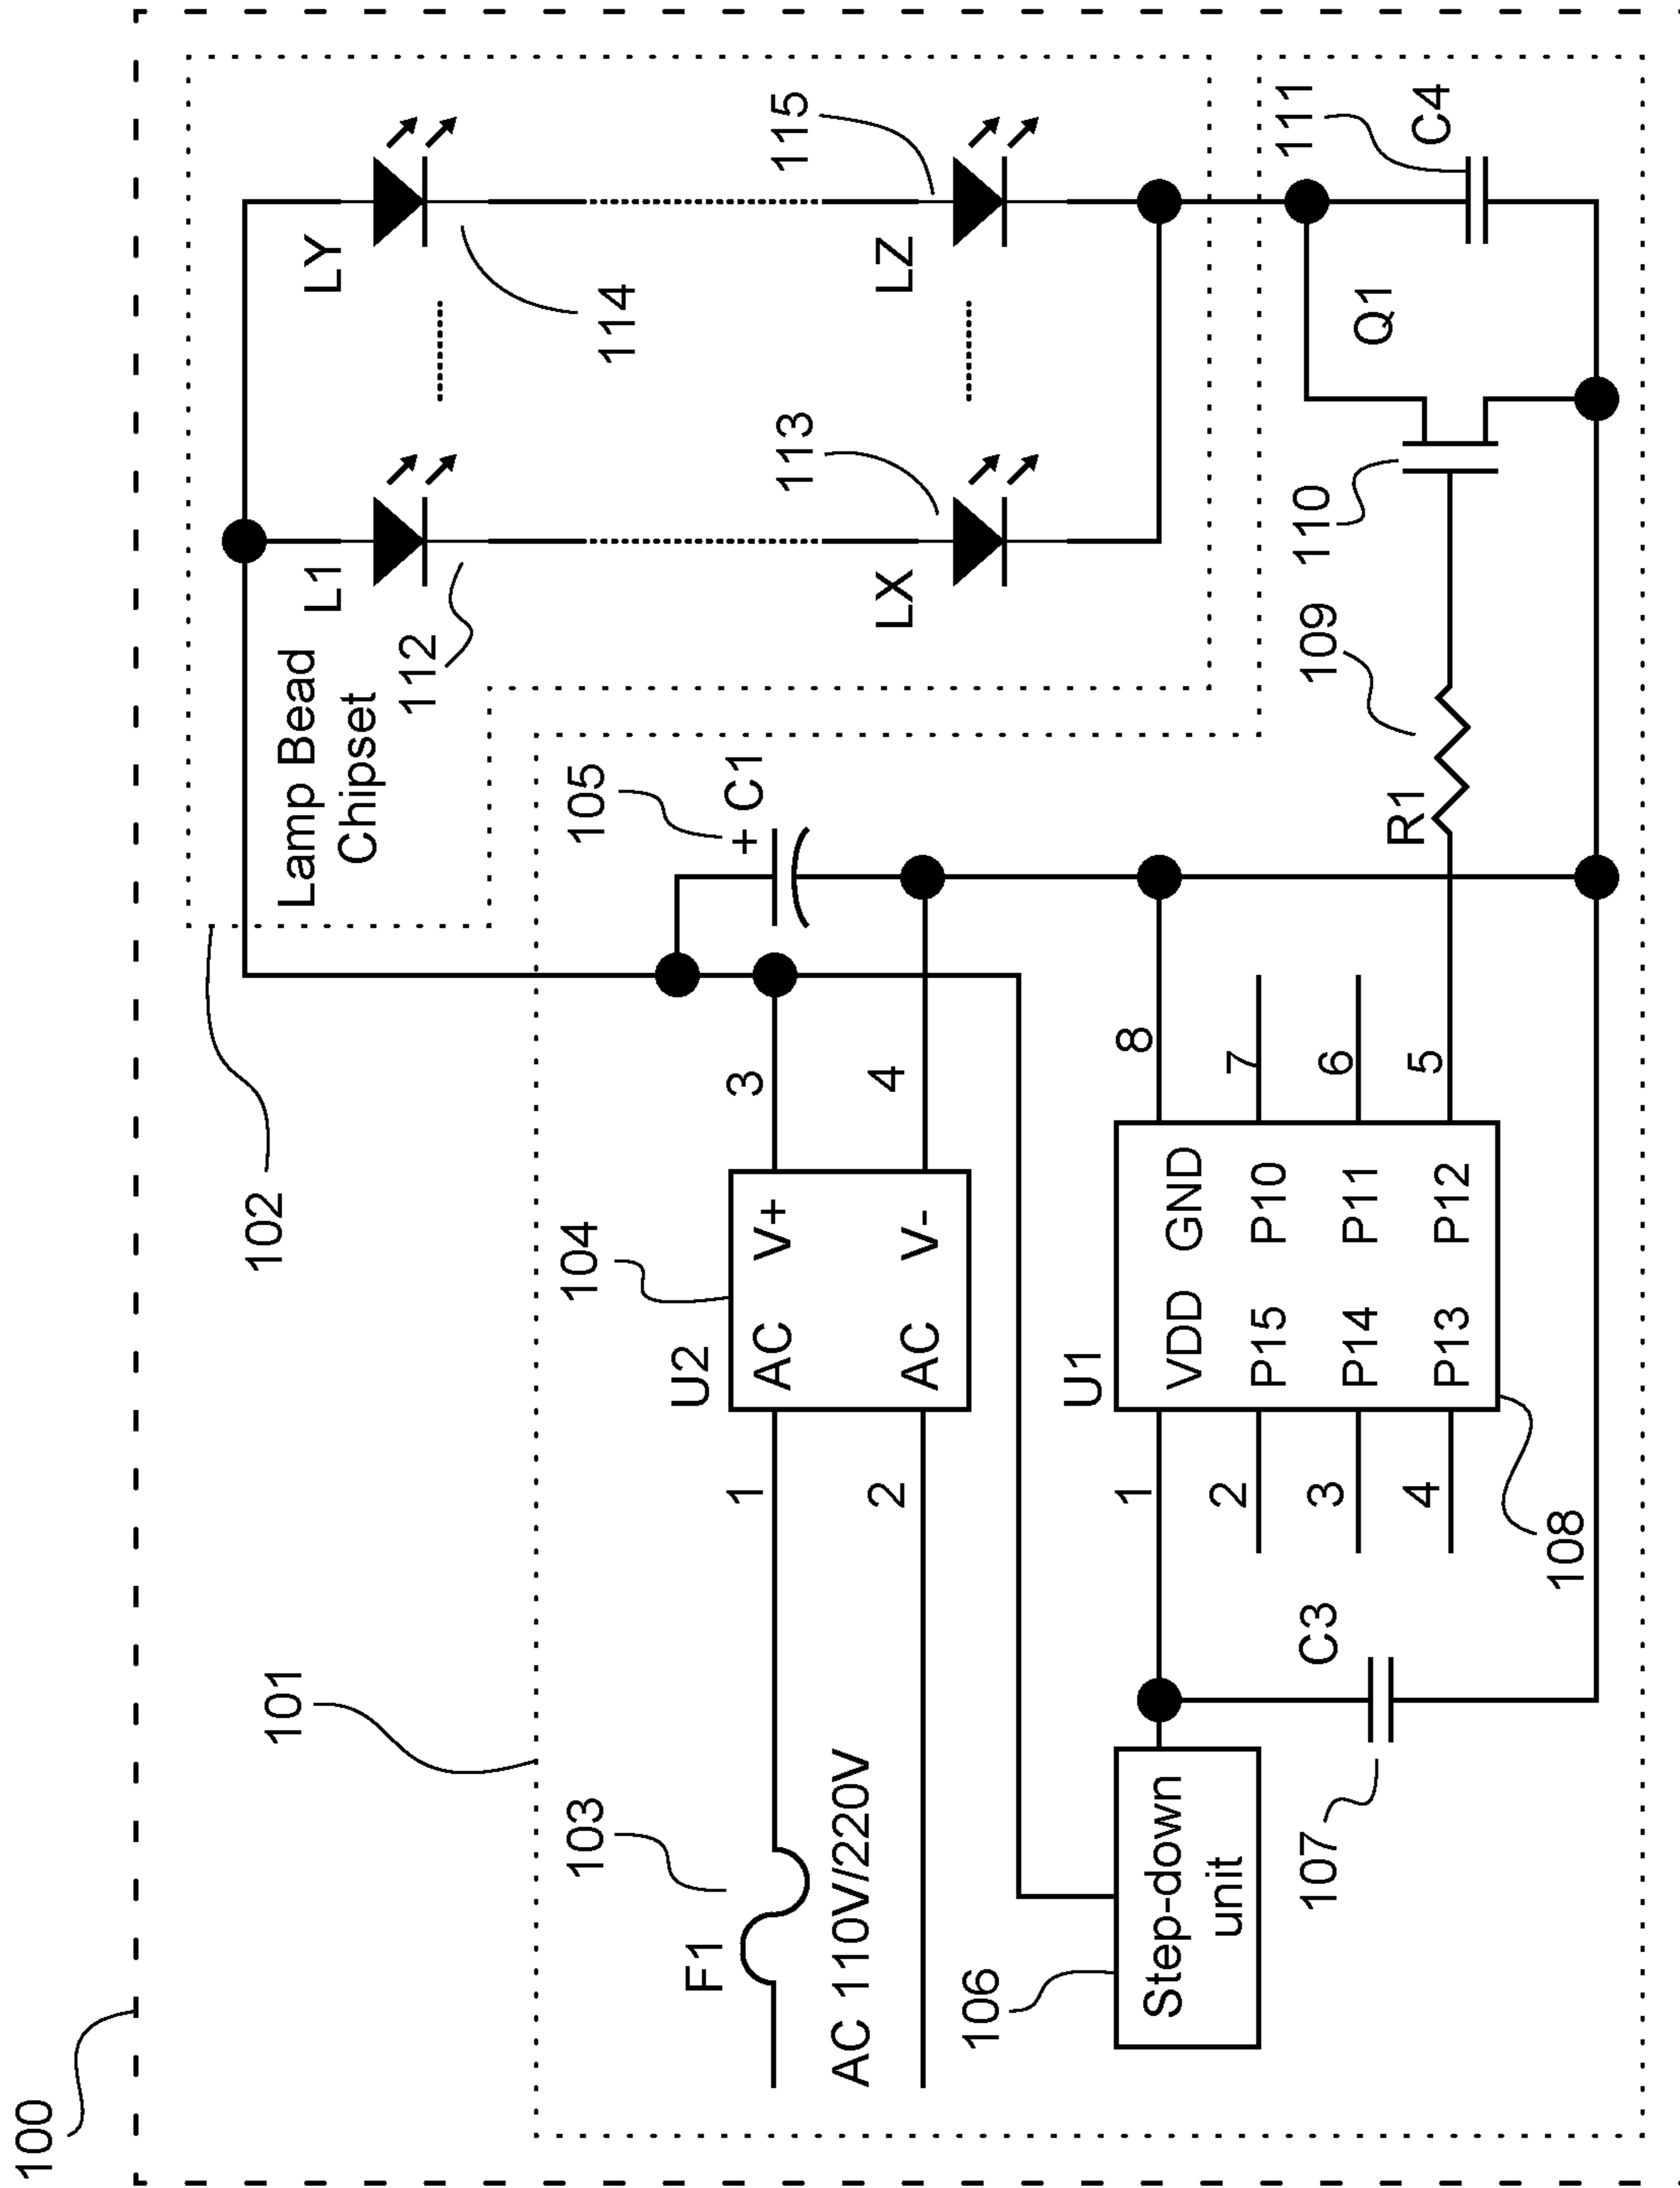 100
101
102
Lamp Bead
Chipset
L1
112
LY
114
LX
113
LZ
115
103
F1
AC 110V/220V
1
2
U2
104
AC V+
AC V-
3
4
105
+ C1
106
Step-down
unit
107
C3
1
2
3
4
U1
VDD GND
P15 P10
P14 P11
P13 P12
108
8
7
6
5
R1
109
110
Q1
111
C4